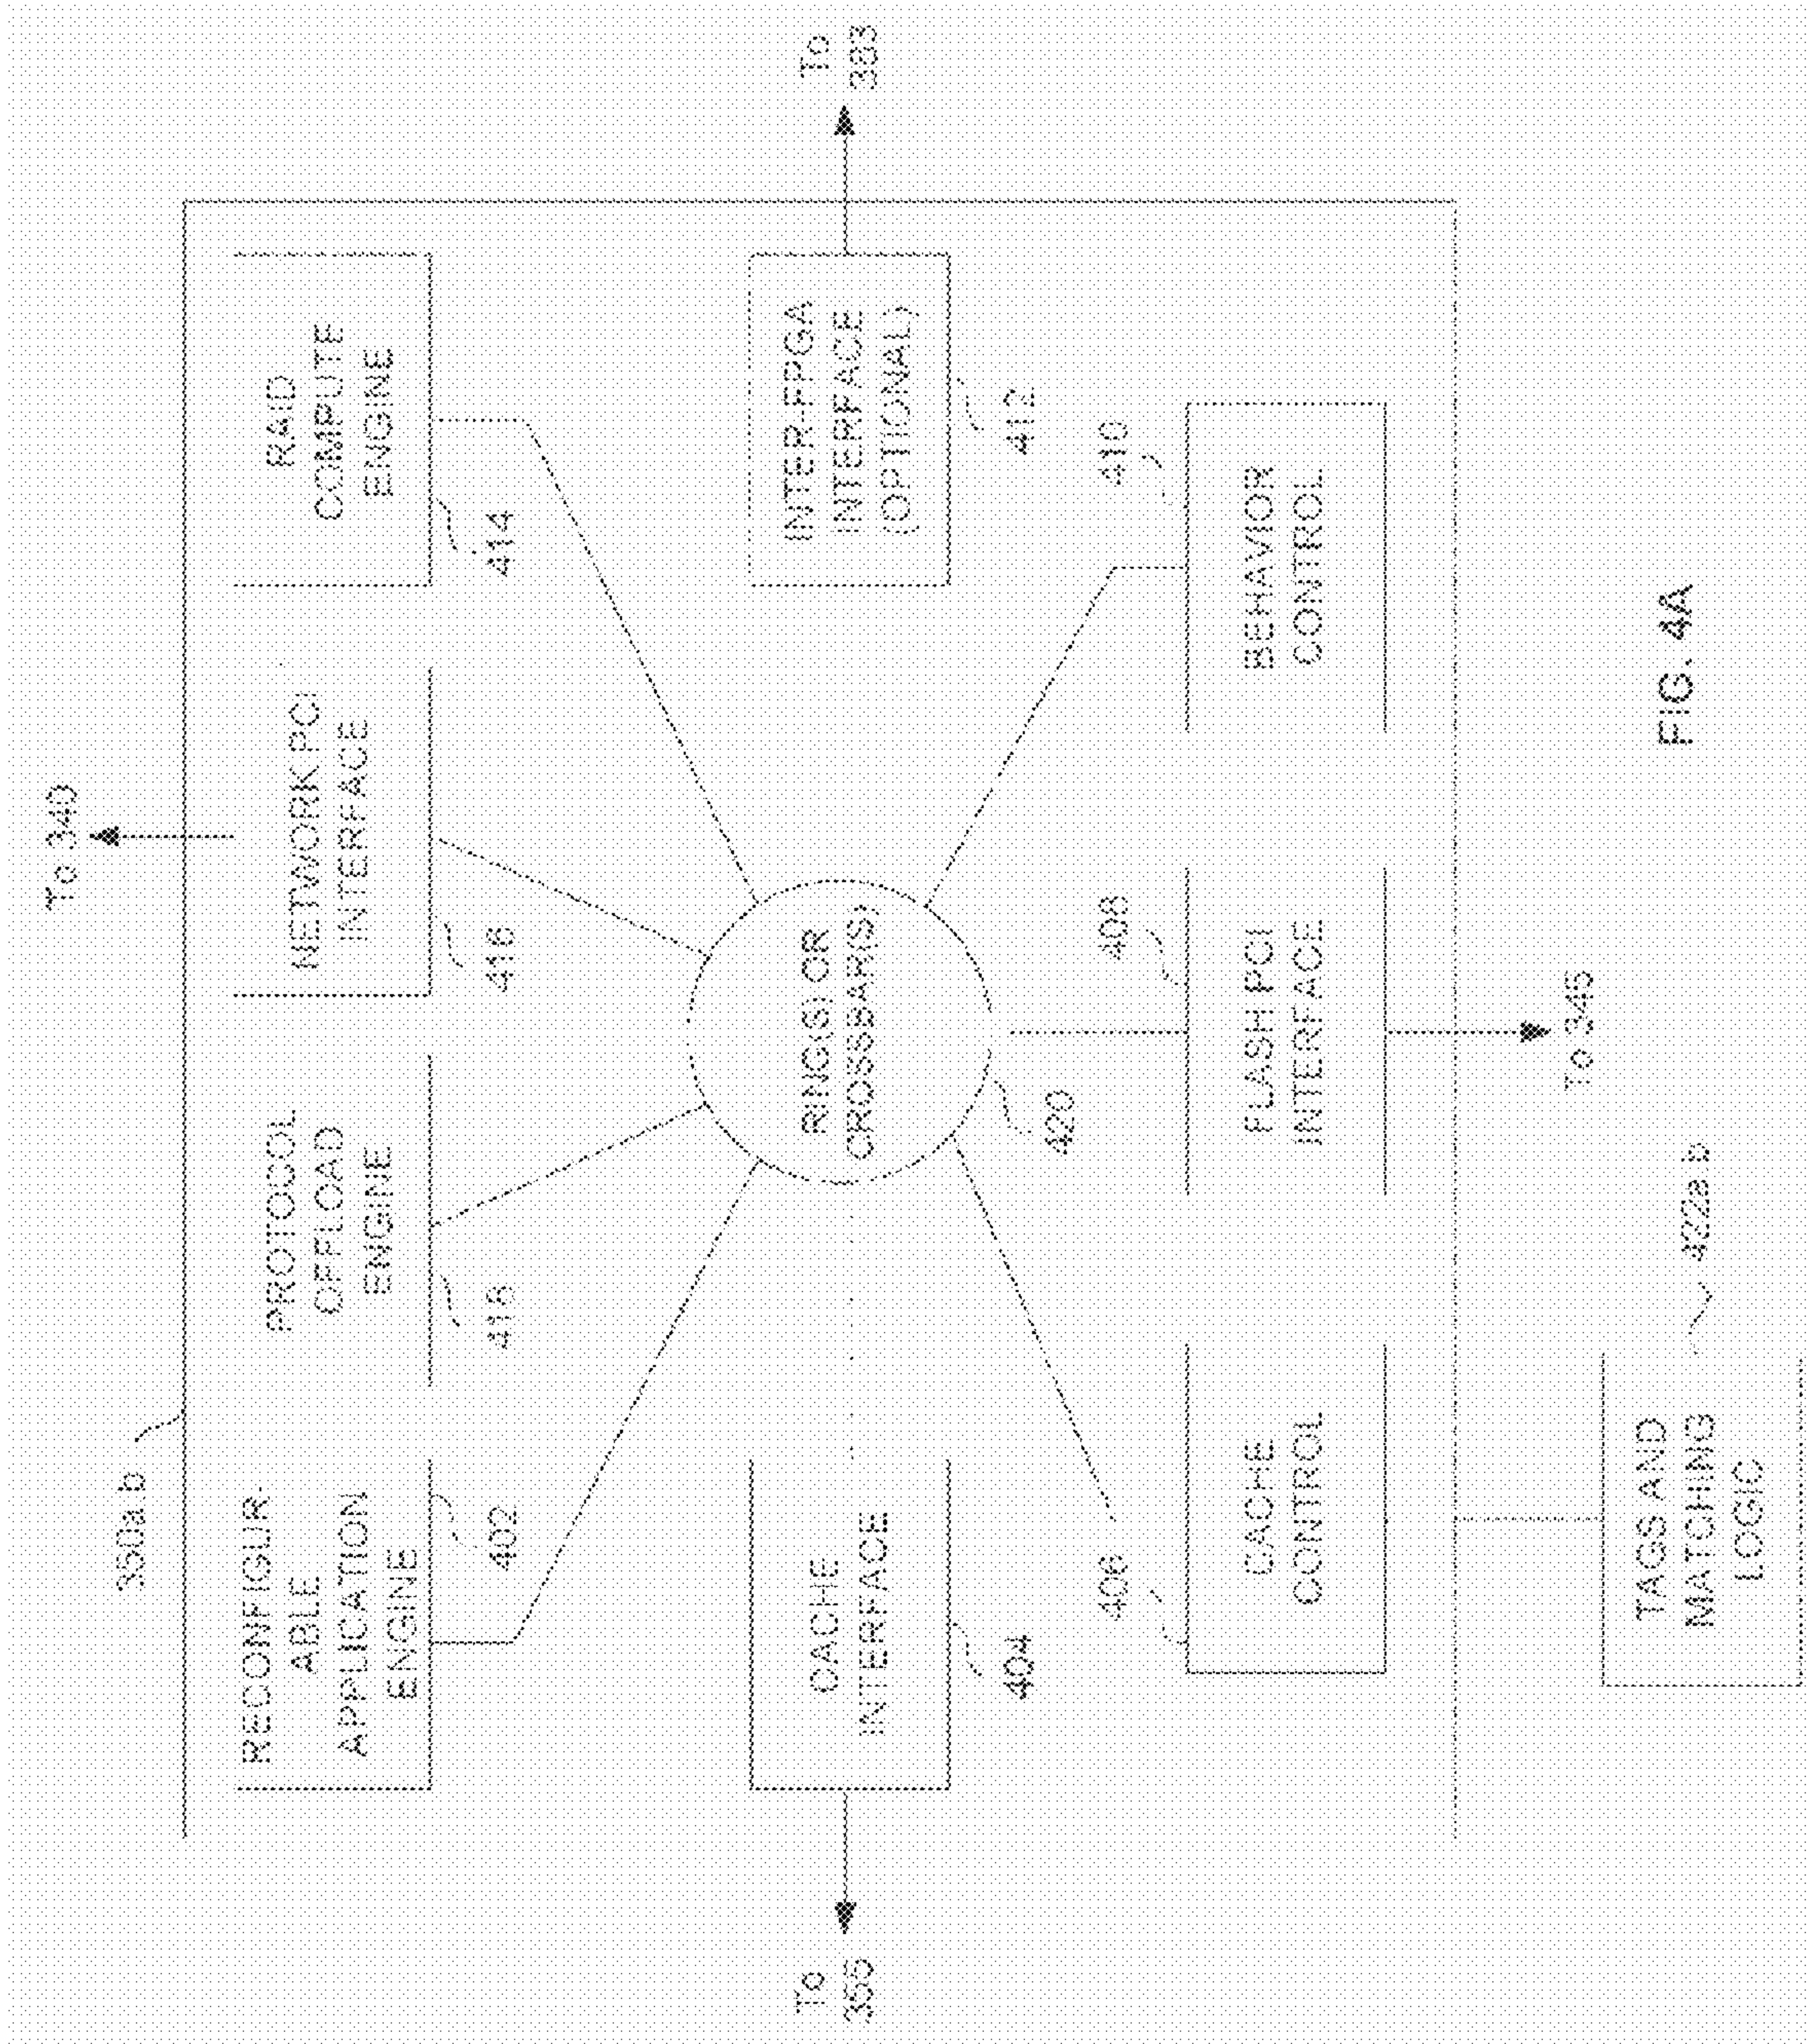 To 340
350a b
RECONFIGUR-
ABLE
APPLICATION
ENGINE
402
PROTOCOL
OFFLOAD
ENGINE
418
NETWORK PCI
INTERFACE
416
RAID
COMPUTE
ENGINE
414
To
355
CACHE
INTERFACE
404
RING(S) OR
CROSSBAR(S)
420
INTER-FPGA
INTERFACE
(OPTIONAL)
412
To
383
406
CACHE
CONTROL
408
FLASH PCI
INTERFACE
410
BEHAVIOR
CONTROL
To 345
TAGS AND
MATCHING
LOGIC
422a b
FIG. 4A